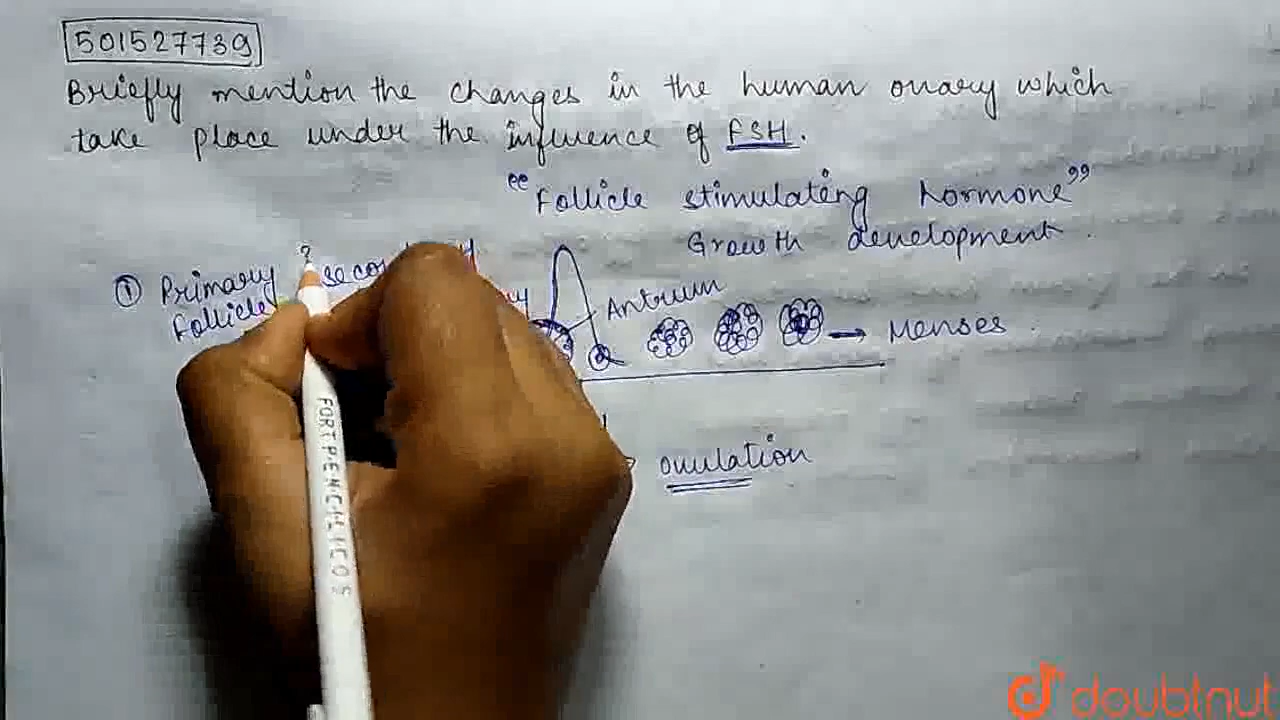 501527739
Briefly mention the changes in the human ovary which
take place under the influence of FSH.
"Follicle stimulating hormone"
Growth development.
① Primary
follicle
Antrum
Menses
ovulation
FORTPENCILICOS
doubtnut